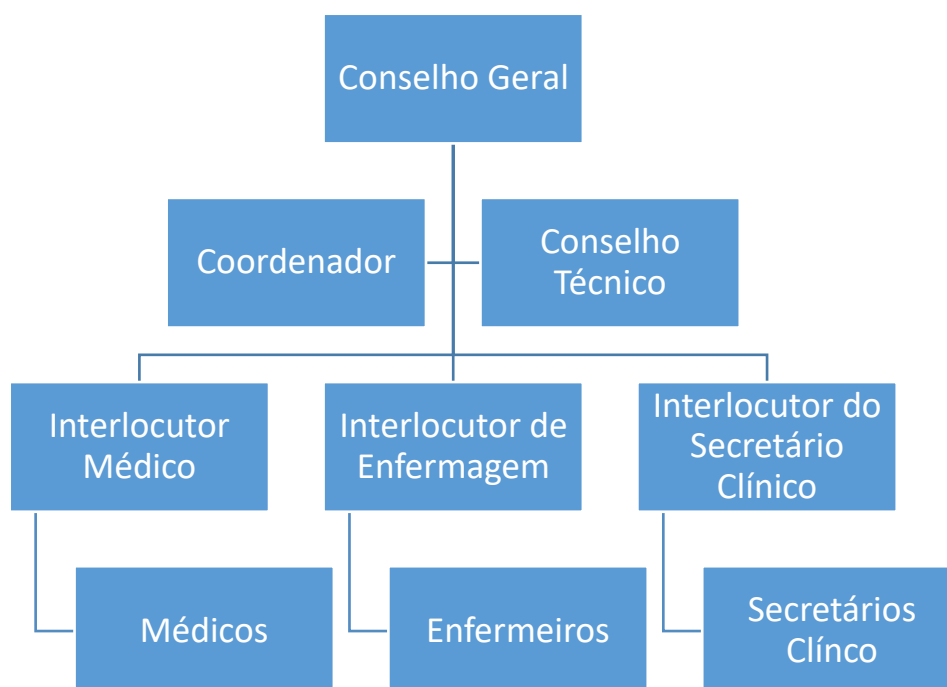 Conselho Geral
Coordenador
Conselho
Técnico
Interlocutor
Médico
Interlocutor de
Enfermagem
Interlocutor do
Secretário
Clínico
Médicos
Enfermeiros
Secretários
Clínco